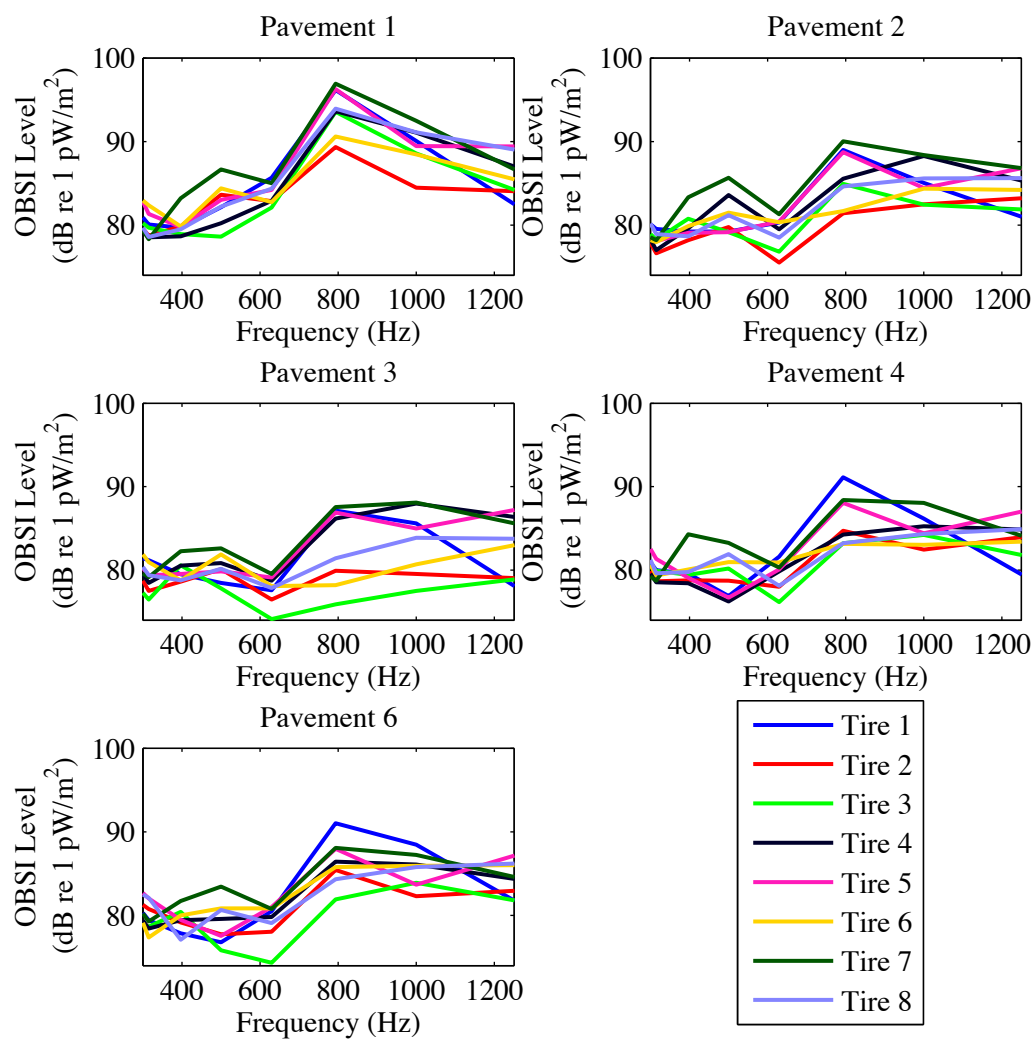 Pavement 1
100
90
80
OBSI Level
(dB re 1 pW/m²)
400 600 800 1000 1200
Frequency (Hz)
Pavement 2
100
90
80
OBSI Level
(dB re 1 pW/m²)
400 600 800 1000 1200
Frequency (Hz)
Pavement 3
100
90
80
OBSI Level
(dB re 1 pW/m²)
400 600 800 1000 1200
Frequency (Hz)
Pavement 4
100
90
80
OBSI Level
(dB re 1 pW/m²)
400 600 800 1000 1200
Frequency (Hz)
Pavement 6
100
90
80
OBSI Level
(dB re 1 pW/m²)
400 600 800 1000 1200
Frequency (Hz)
Tire 1
Tire 2
Tire 3
Tire 4
Tire 5
Tire 6
Tire 7
Tire 8